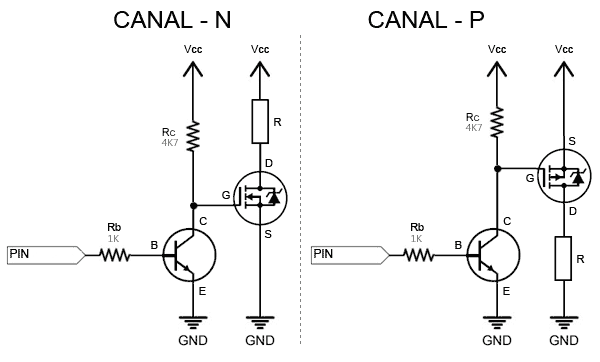 CANAL - N
CANAL - P
Vcc
Vcc
Rc
4K7
R
D
G
S
C
Rb
1K
B
PIN
E
GND
GND
Vcc
Vcc
Rc
4K7
S
G
D
C
Rb
1K
B
PIN
R
E
GND
GND